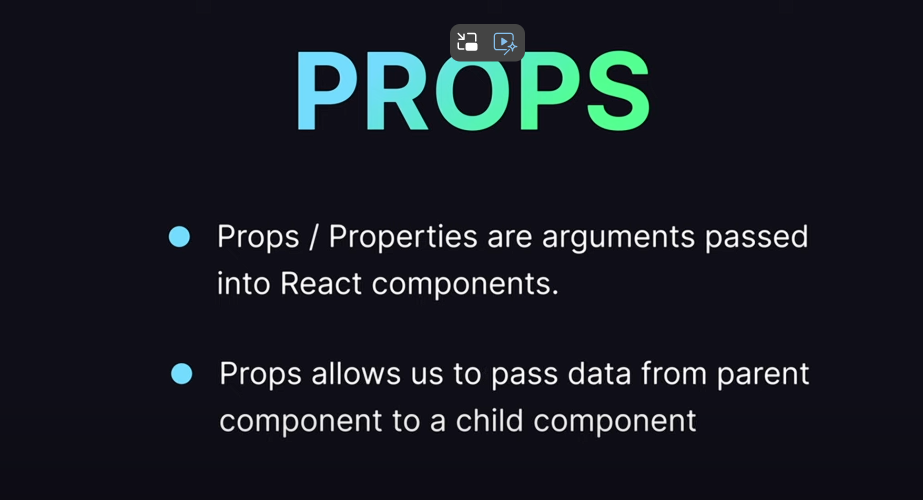 PROPS
Props / Properties are arguments passed
into React components.
Props allows us to pass data from parent
component to a child component